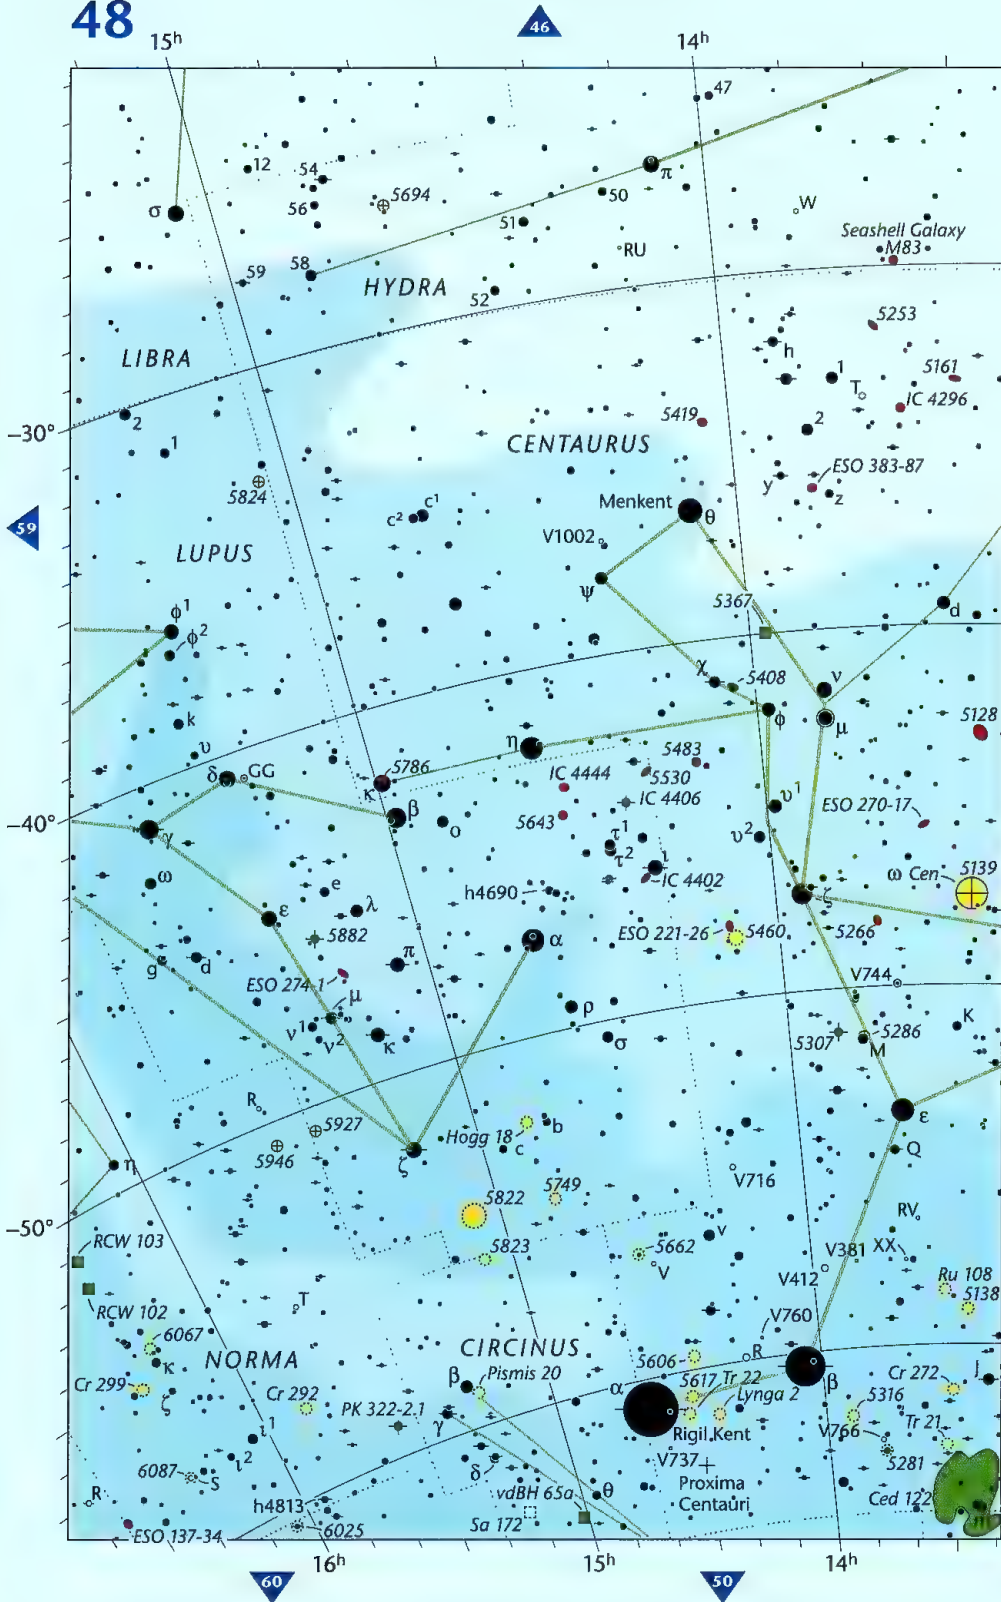 48
46
15h
14h
47
12
54
5694
56
σ
π
50
51
W
RU
Seashell Galaxy
M83
59
58
HYDRA
52
5253
LIBRA
h
1
5161
T
IC 4296
2
1
5419
2
−30°
CENTAURUS
ESO 383-87
y
z
5824
Menkent
θ
c2
c1
V1002
59
LUPUS
ψ
5367
d
ϕ1
ϕ2
χ
5408
ν
k
ϕ
μ
5128
υ
η
5483
δ
GG
5786
IC 4444
5530
κ
IC 4406
υ1
ESO 270-17
β
ο
5643
−40°
γ
τ1
υ2
τ2
ι
5139
ω Cen
ω
e
h4690
IC 4402
ζ
λ
ε
5882
α
ESO 221-26
5460
5266
π
g
d
ESO 274-1
V744
μ
ρ
K
ν1
ν2
κ
σ
5307
5286
M
R
5927
Hogg 18
b
ε
5946
c
Q
η
ζ
V716
−50°
5822
5749
RV
RCW 103
v
5823
5662
V
V381
XX
V412
Ru 108
5138
RCW 102
T
V760
6067
CIRCINUS
R
κ
NORMA
5606
β
Pismis 20
5617
Tr 22
β
Cr 272
J
Cr 299
α
Lynga 2
ζ
Cr 292
PK 322-2.1
5316
γ
Rigil Kent
V766
Tr 21
ι1
ι2
V737
5281
6087
S
δ
Proxima
Centauri
R
h4813
vdBH 65a
θ
Ced 122
ESO 137-34
6025
Sa 172
16h
15h
14h
60
50